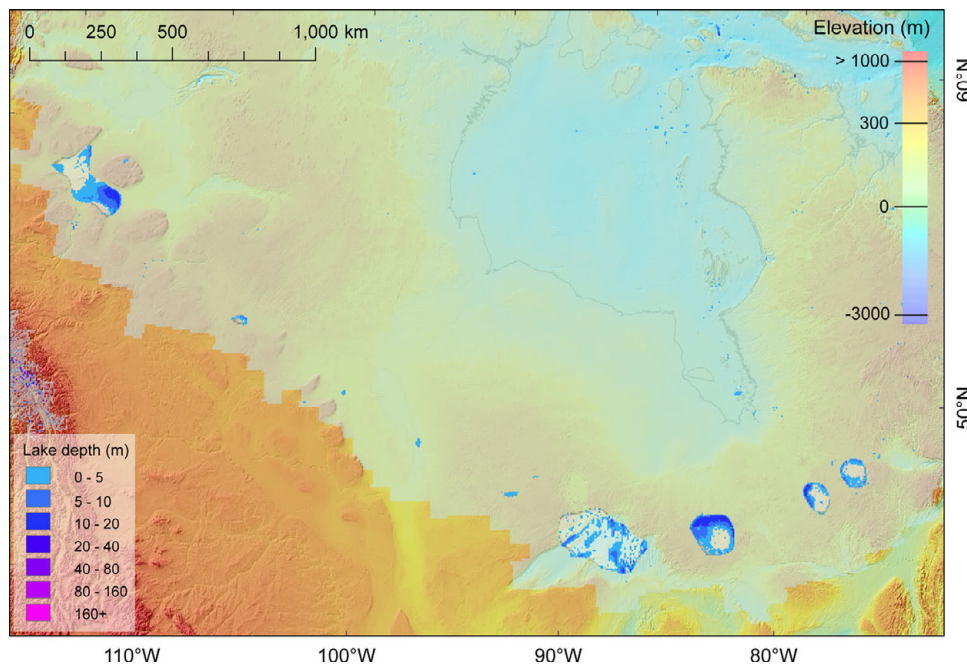 0 250 500 1,000 km
Elevation (m)
> 1000
300
0
-3000
60°N
50°N
Lake depth (m)
0 - 5
5 - 10
10 - 20
20 - 40
40 - 80
80 - 160
160+
110°W 100°W 90°W 80°W